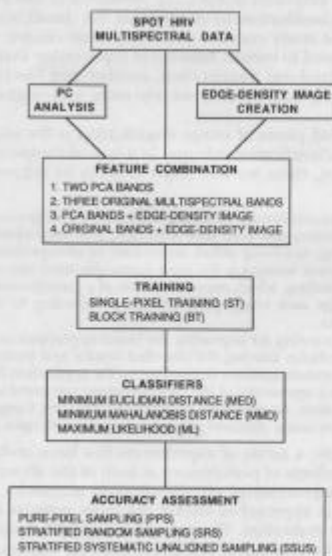 SPOT HRV
MULTISPECTRAL DATA
PC
ANALYSIS
EDGE-DENSITY IMAGE
CREATION
FEATURE COMBINATION
1. TWO PCA BANDS
2. THREE ORIGINAL MULTISPECTRAL BANDS
3. PCA BANDS + EDGE-DENSITY IMAGE
4. ORIGINAL BANDS + EDGE-DENSITY IMAGE
TRAINING
SINGLE-PIXEL TRAINING (ST)
BLOCK TRAINING (BT)
CLASSIFIERS
MINIMUM EUCLIDIAN DISTANCE (MED)
MINIMUM MAHALANOBIS DISTANCE (MMD)
MAXIMUM LIKELIHOOD (ML)
ACCURACY ASSESSMENT
PURE-PIXEL SAMPLING (PPS)
STRATIFIED RANDOM SAMPLING (SRS)
STRATIFIED SYSTEMATIC UNALIGNED SAMPLING (SSUS)